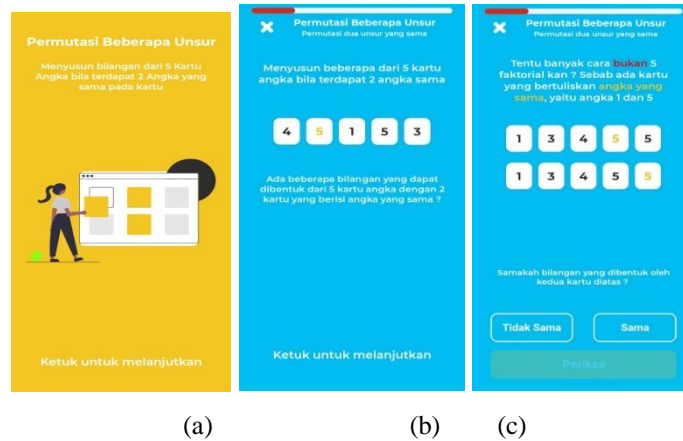 Permutasi Beberapa Unsur
Menyusun bilangan dari 5 Kartu
Angka bila terdapat 2 Angka yang
sama pada kartu
Ketuk untuk melanjutkan
Permutasi Beberapa Unsur
Permutasi dua unsur yang sama
Menyusun beberapa dari 5 kartu
angka bila terdapat 2 angka sama
4 5 1 5 3
Ada beberapa bilangan yang dapat
dibentuk dari 5 kartu angka dengan 2
kartu yang berisi angka yang sama ?
Ketuk untuk melanjutkan
Permutasi Beberapa Unsur
Permutasi dua unsur yang sama
Tentu banyak cara bukan 5
faktorial kan ? Sebab ada kartu
yang bertuliskan angka yang
sama, yaitu angka 1 dan 5
1 3 4 5 5
1 3 4 5 5
Samakah bilangan yang dibentuk oleh
kedua kartu diatas ?
Tidak Sama
Sama
Periksa
(a) (b) (c)